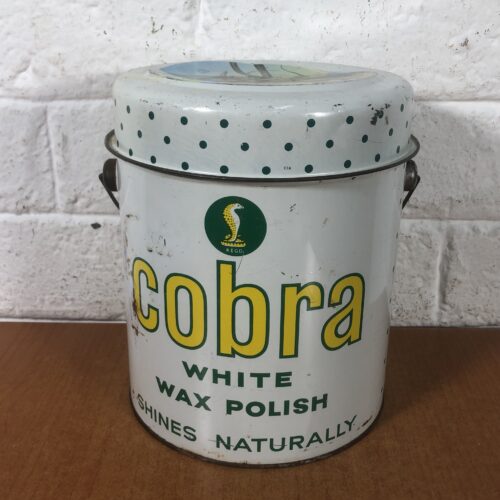 REGD.
cobra
WHITE
WAX POLISH
SHINES NATURALLY